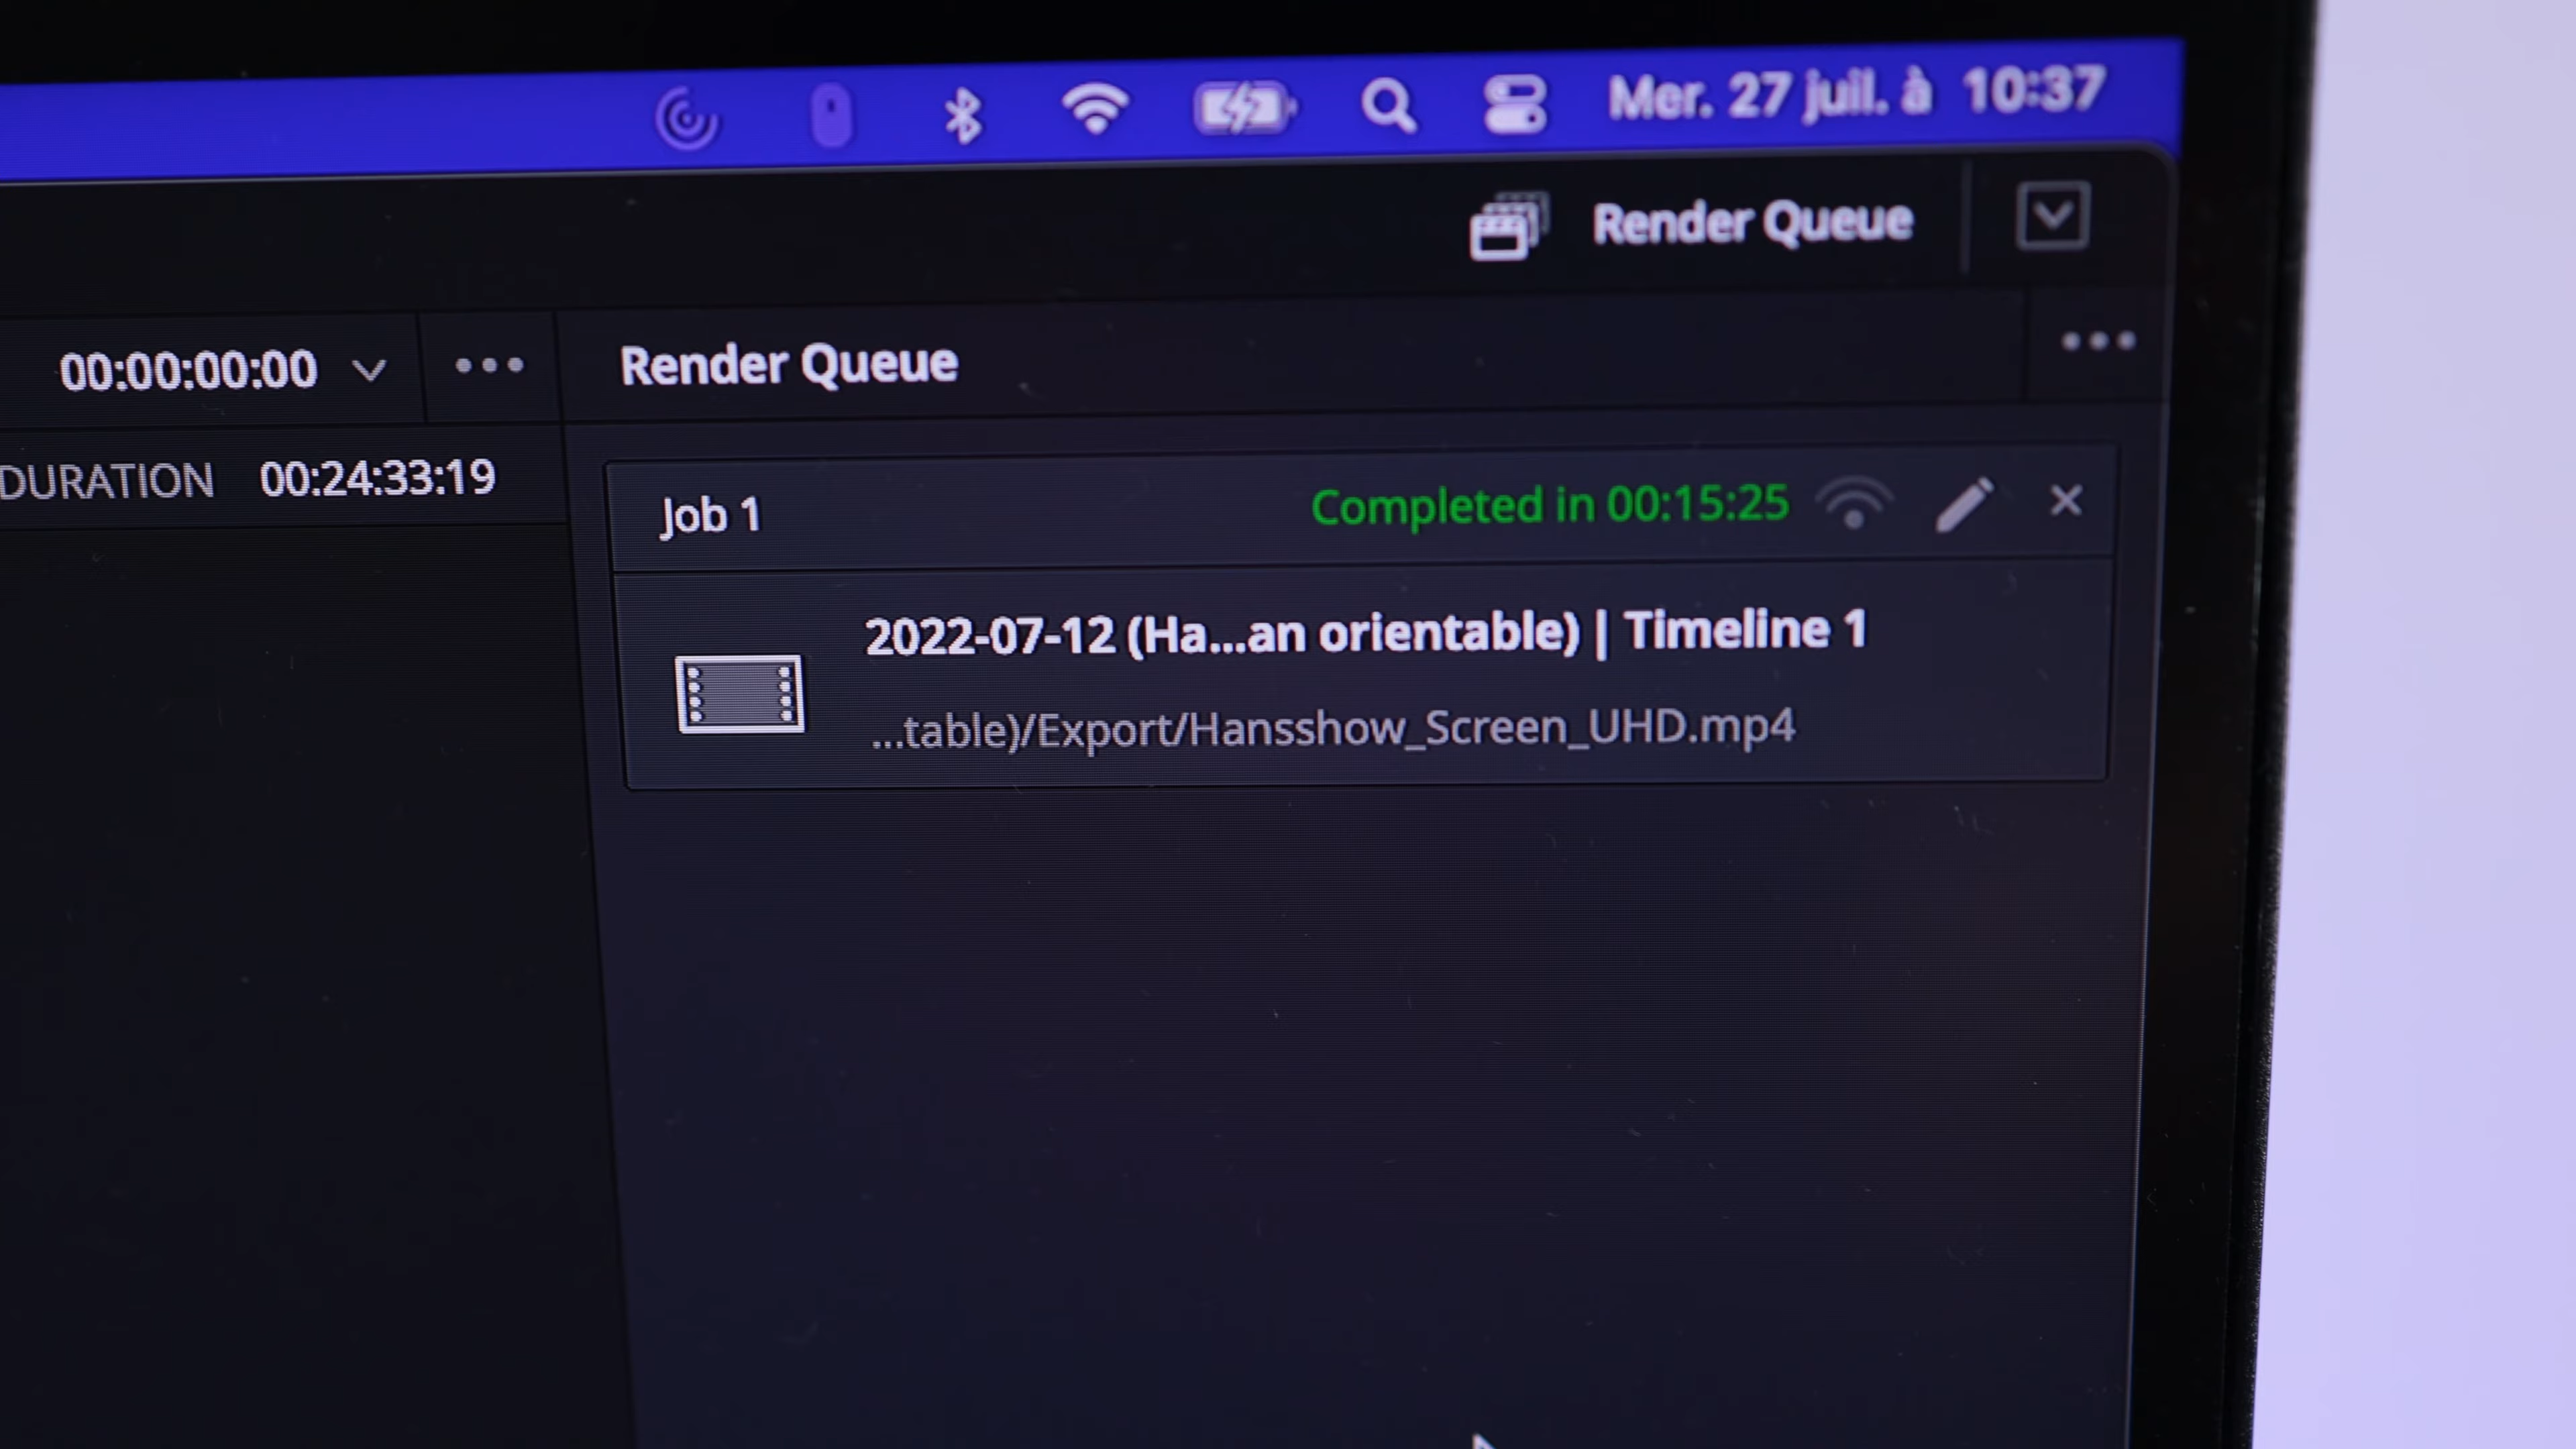 Mer. 27 juil. à 10:37
Render Queue
00:00:00:00
Render Queue
DURATION 00:24:33:19
Job 1
Completed in 00:15:25
2022-07-12 (Ha...an orientable) | Timeline 1
...table)/Export/Hansshow_Screen_UHD.mp4